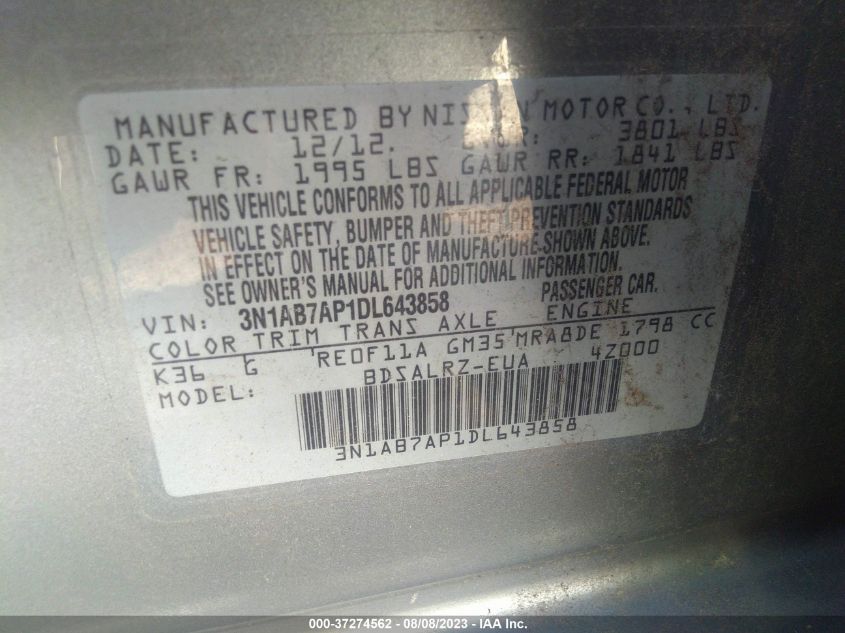 MANUFACTURED BY NISSAN MOTOR CO., LTD.
DATE: 12/12. GVWR: 3801 LBS
GAWR FR: 1995 LBS GAWR RR: 1841 LBS
THIS VEHICLE CONFORMS TO ALL APPLICABLE FEDERAL MOTOR
VEHICLE SAFETY, BUMPER AND THEFT PREVENTION STANDARDS
IN EFFECT ON THE DATE OF MANUFACTURE SHOWN ABOVE.
SEE OWNER'S MANUAL FOR ADDITIONAL INFORMATION.
VIN: 3N1AB7AP1DL643858 PASSENGER CAR.
COLOR TRIM TRANS AXLE ENGINE
K36 G RE0F11A GM35 MRA8DE 1798 CC
MODEL: BDSALRZ-EUA 4Z000
3N1AB7AP1DL643858
000-37274562 - 08/08/2023 - IAA Inc.